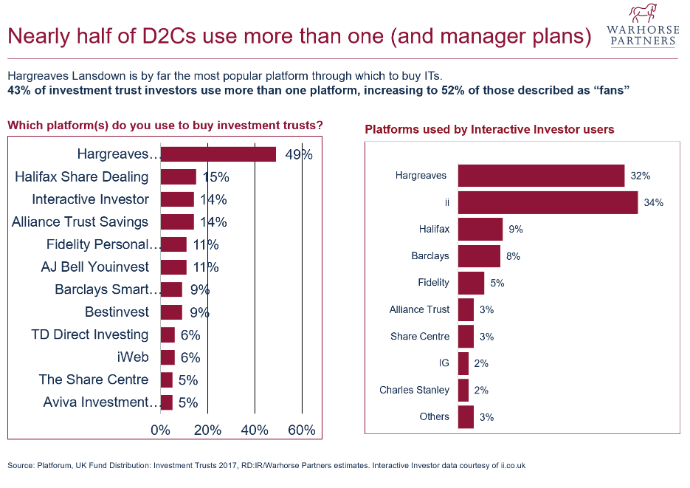 Nearly half of D2Cs use more than one (and manager plans)
WARHORSE
PARTNERS
Hargreaves Lansdown is by far the most popular platform through which to buy ITs.
43% of investment trust investors use more than one platform, increasing to 52% of those described as “fans”
Which platform(s) do you use to buy investment trusts?
Hargreaves… 49%
Halifax Share Dealing 15%
Interactive Investor 14%
Alliance Trust Savings 14%
Fidelity Personal… 11%
AJ Bell Youinvest 11%
Barclays Smart… 9%
Bestinvest 9%
TD Direct Investing 6%
iWeb 6%
The Share Centre 5%
Aviva Investment… 5%
0% 20% 40% 60%
Platforms used by Interactive Investor users
Hargreaves 32%
ii 34%
Halifax 9%
Barclays 8%
Fidelity 5%
Alliance Trust 3%
Share Centre 3%
IG 2%
Charles Stanley 2%
Others 3%
Source: Platforum, UK Fund Distribution: Investment Trusts 2017, RD:IR/Warhorse Partners estimates. Interactive Investor data courtesy of ii.co.uk